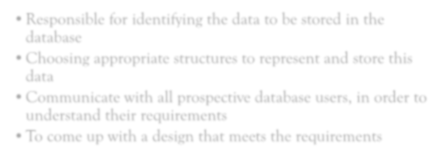 • Responsible for identifying the data to be stored in the
database
• Choosing appropriate structures to represent and store this
data
• Communicate with all prospective database users, in order to
understand their requirements
• To come up with a design that meets the requirements